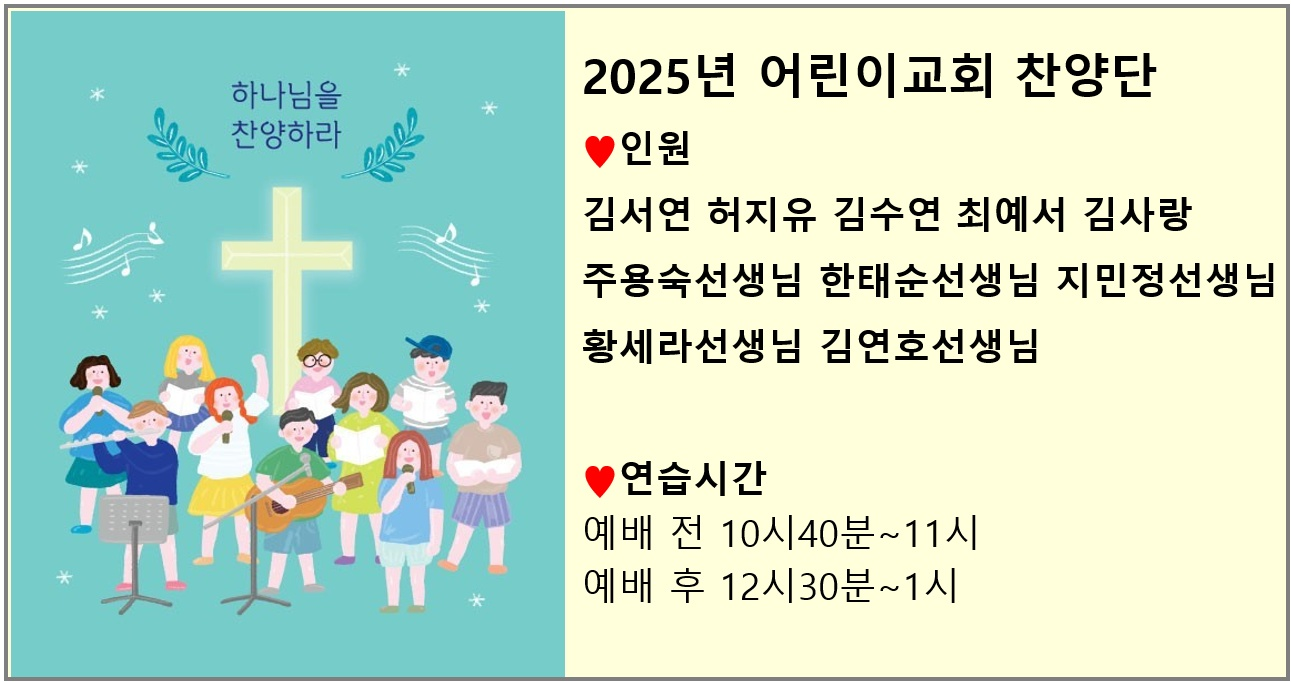 하나님을
찬양하라
2025년 어린이교회 찬양단
♥인원
김서연 허지유 김수연 최예서 김사랑
주용숙선생님 한태순선생님 지민정선생님
황세라선생님 김연호선생님
♥연습시간
예배 전 10시40분~11시
예배 후 12시30분~1시